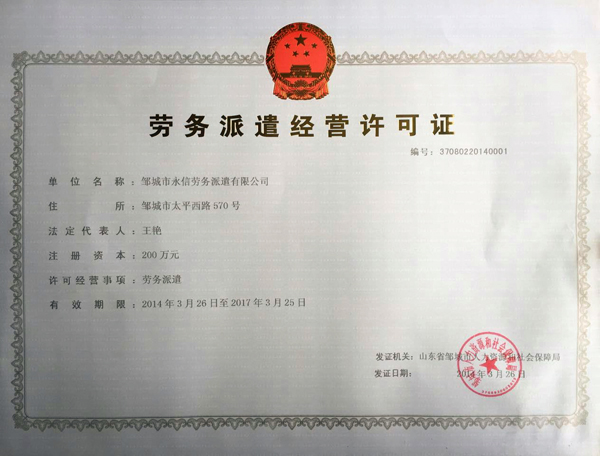 劳务派遣经营许可证
编号：37080220140001
单位名称：邹城市永信劳务派遣有限公司
住所：邹城市太平西路570号
法定代表人：王艳
注册资本：200万元
许可经营事项：劳务派遣
有效期限：2014年3月26日至2017年3月25日
发证机关：山东省邹城市人力资源和社会保障局
发证日期：2014年3月26日